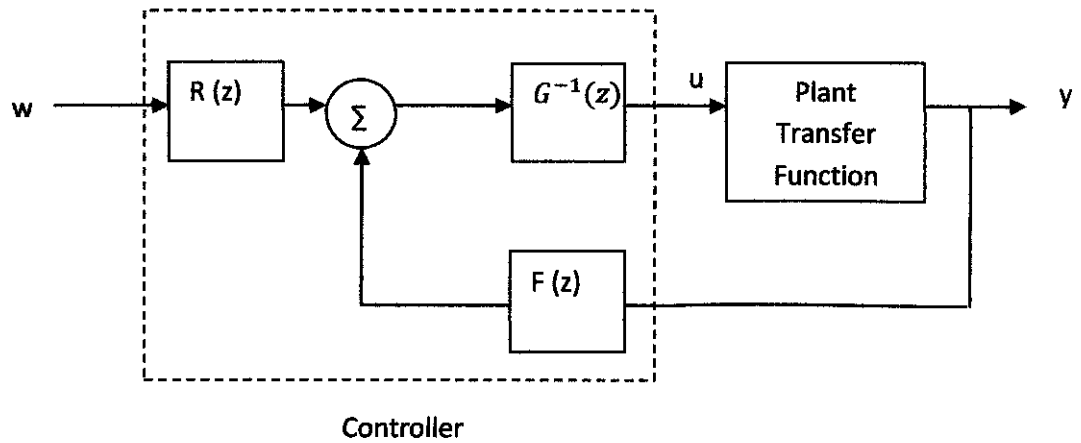 R (z)
Σ
G⁻¹(z)
u
Plant
Transfer
Function
w
y
F (z)
Controller